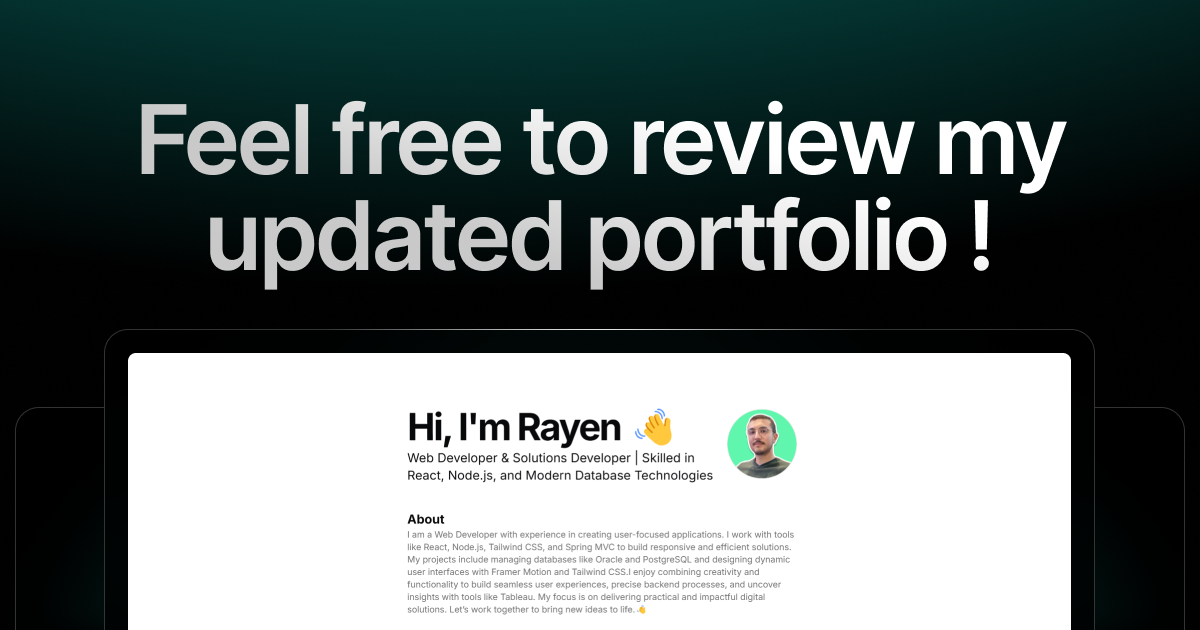 Feel free to review my
updated portfolio !
Hi, I'm Rayen 👋
Web Developer & Solutions Developer | Skilled in
React, Node.js, and Modern Database Technologies
About
I am a Web Developer with experience in creating user-focused applications. I work with tools
like React, Node.js, Tailwind CSS, and Spring MVC to build responsive and efficient solutions.
My projects include managing databases like Oracle and PostgreSQL and designing dynamic
user interfaces with Framer Motion and Tailwind CSS.I enjoy combining creativity and
functionality to build seamless user experiences, precise backend processes, and uncover
insights with tools like Tableau. My focus is on delivering practical and impactful digital
solutions. Let's work together to bring new ideas to life.👋